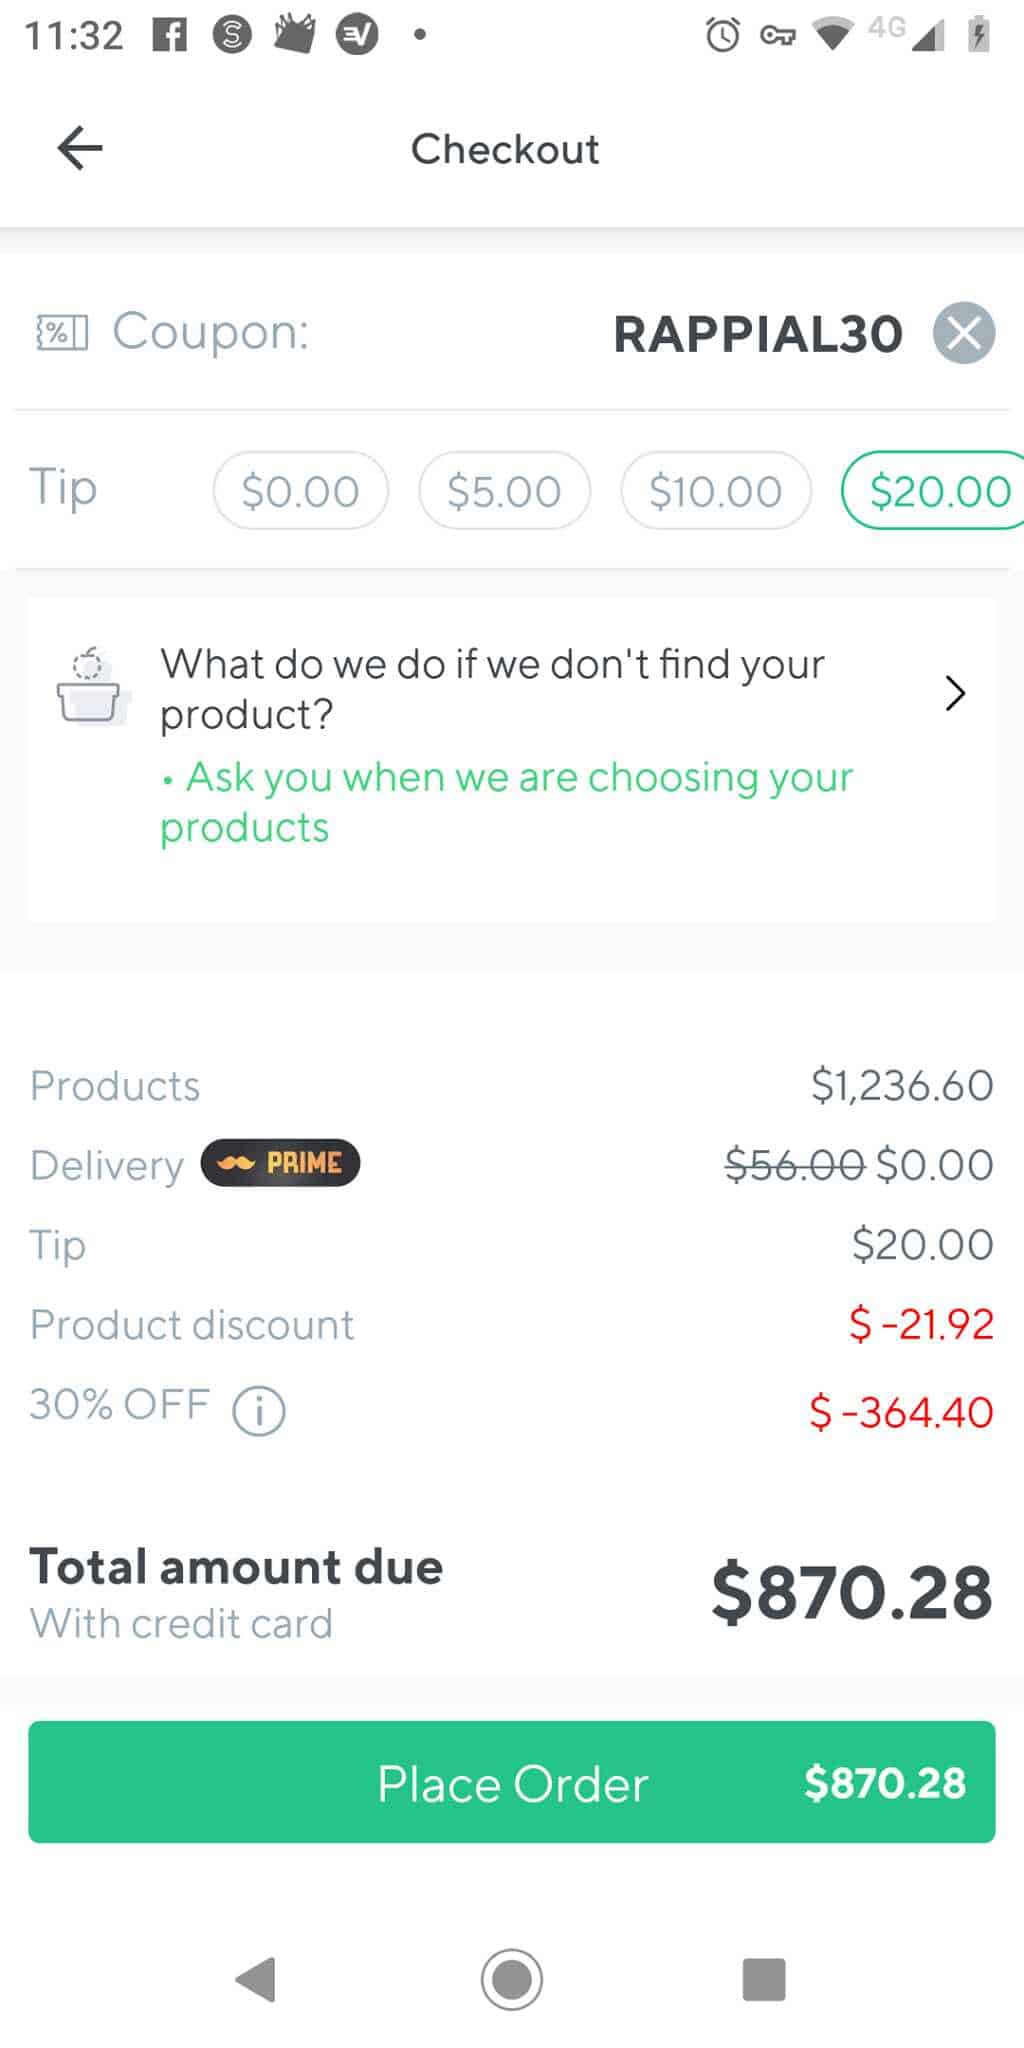 11:32 4G
Checkout
% Coupon: RAPPIAL30
Tip $0.00 $5.00 $10.00 $20.00
What do we do if we don't find your
product?
• Ask you when we are choosing your
products
Products $1,236.60
Delivery PRIME $56.00 $0.00
Tip $20.00
Product discount $ -21.92
30% OFF i $ -364.40
Total amount due $870.28
With credit card
Place Order $870.28